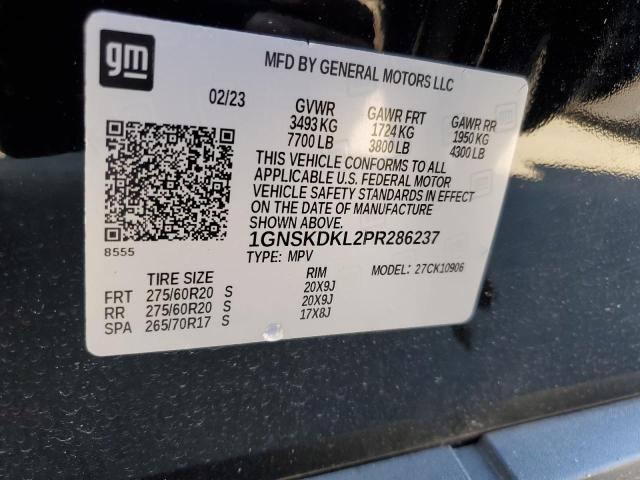 gm
MFD BY GENERAL MOTORS LLC
02/23
GVWR GAWR FRT GAWR RR
3493 KG 1724 KG 1950 KG
7700 LB 3800 LB 4300 LB
THIS VEHICLE CONFORMS TO ALL
APPLICABLE U.S. FEDERAL MOTOR
VEHICLE SAFETY STANDARDS IN EFFECT
ON THE DATE OF MANUFACTURE
SHOWN ABOVE.
1GNSKDKL2PR286237
8555
TYPE: MPV MODEL: 27CK10906
TIRE SIZE RIM
FRT 275/60R20 S 20X9J
RR 275/60R20 S 20X9J
SPA 265/70R17 S 17X8J